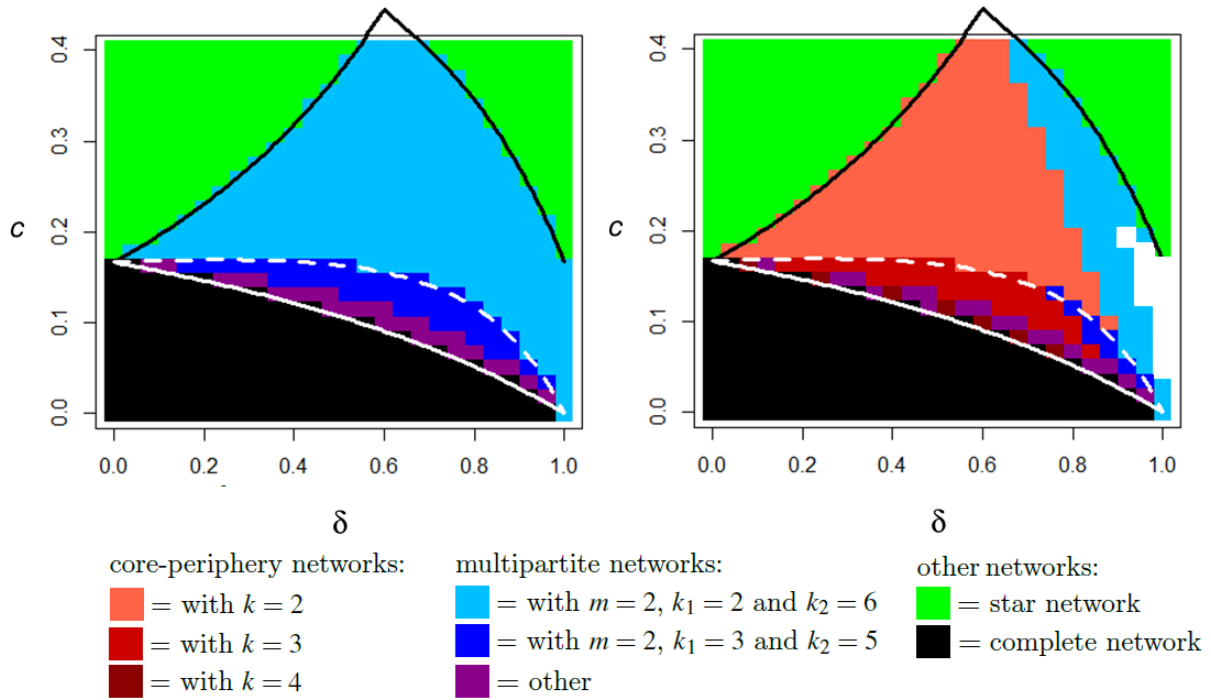 0.4
0.3
c
0.2
0.1
0.0
0.0 0.2 0.4 0.6 0.8 1.0
δ
0.4
0.3
c
0.2
0.1
0.0
0.0 0.2 0.4 0.6 0.8 1.0
δ
core-periphery networks:
= with k = 2
= with k = 3
= with k = 4
multipartite networks:
= with m = 2, k₁ = 2 and k₂ = 6
= with m = 2, k₁ = 3 and k₂ = 5
= other
other networks:
= star network
= complete network